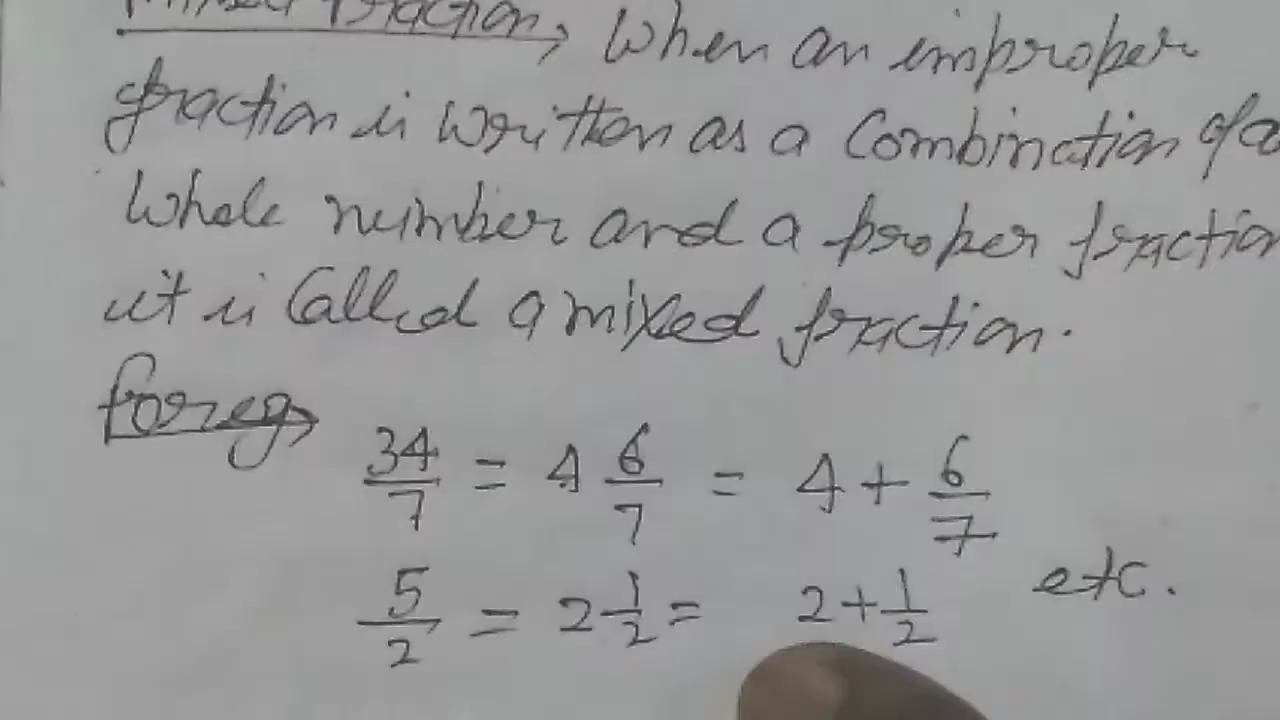 Mixed fraction → When an improper
fraction is written as a Combination of a
Whole number and a proper fraction
it is Called a mixed fraction.
for eg →
34/7 = 4 6/7 = 4 + 6/7
5/2 = 2 1/2 = 2 + 1/2 etc.